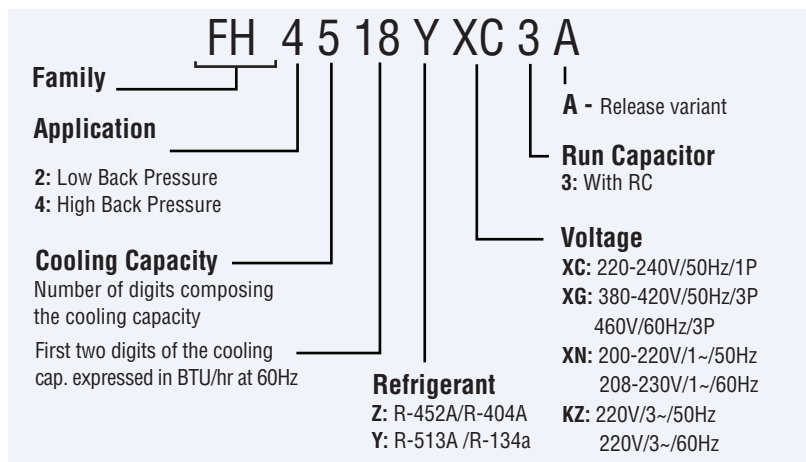 FH 4 5 18 Y XC 3 A
Family
Application
2: Low Back Pressure
4: High Back Pressure
Cooling Capacity
Number of digits composing
the cooling capacity
First two digits of the cooling
cap. expressed in BTU/hr at 60Hz
Refrigerant
Z: R-452A/R-404A
Y: R-513A /R-134a
A - Release variant
Run Capacitor
3: With RC
Voltage
XC: 220-240V/50Hz/1P
XG: 380-420V/50Hz/3P
460V/60Hz/3P
XN: 200-220V/1~/50Hz
208-230V/1~/60Hz
KZ: 220V/3~/50Hz
220V/3~/60Hz